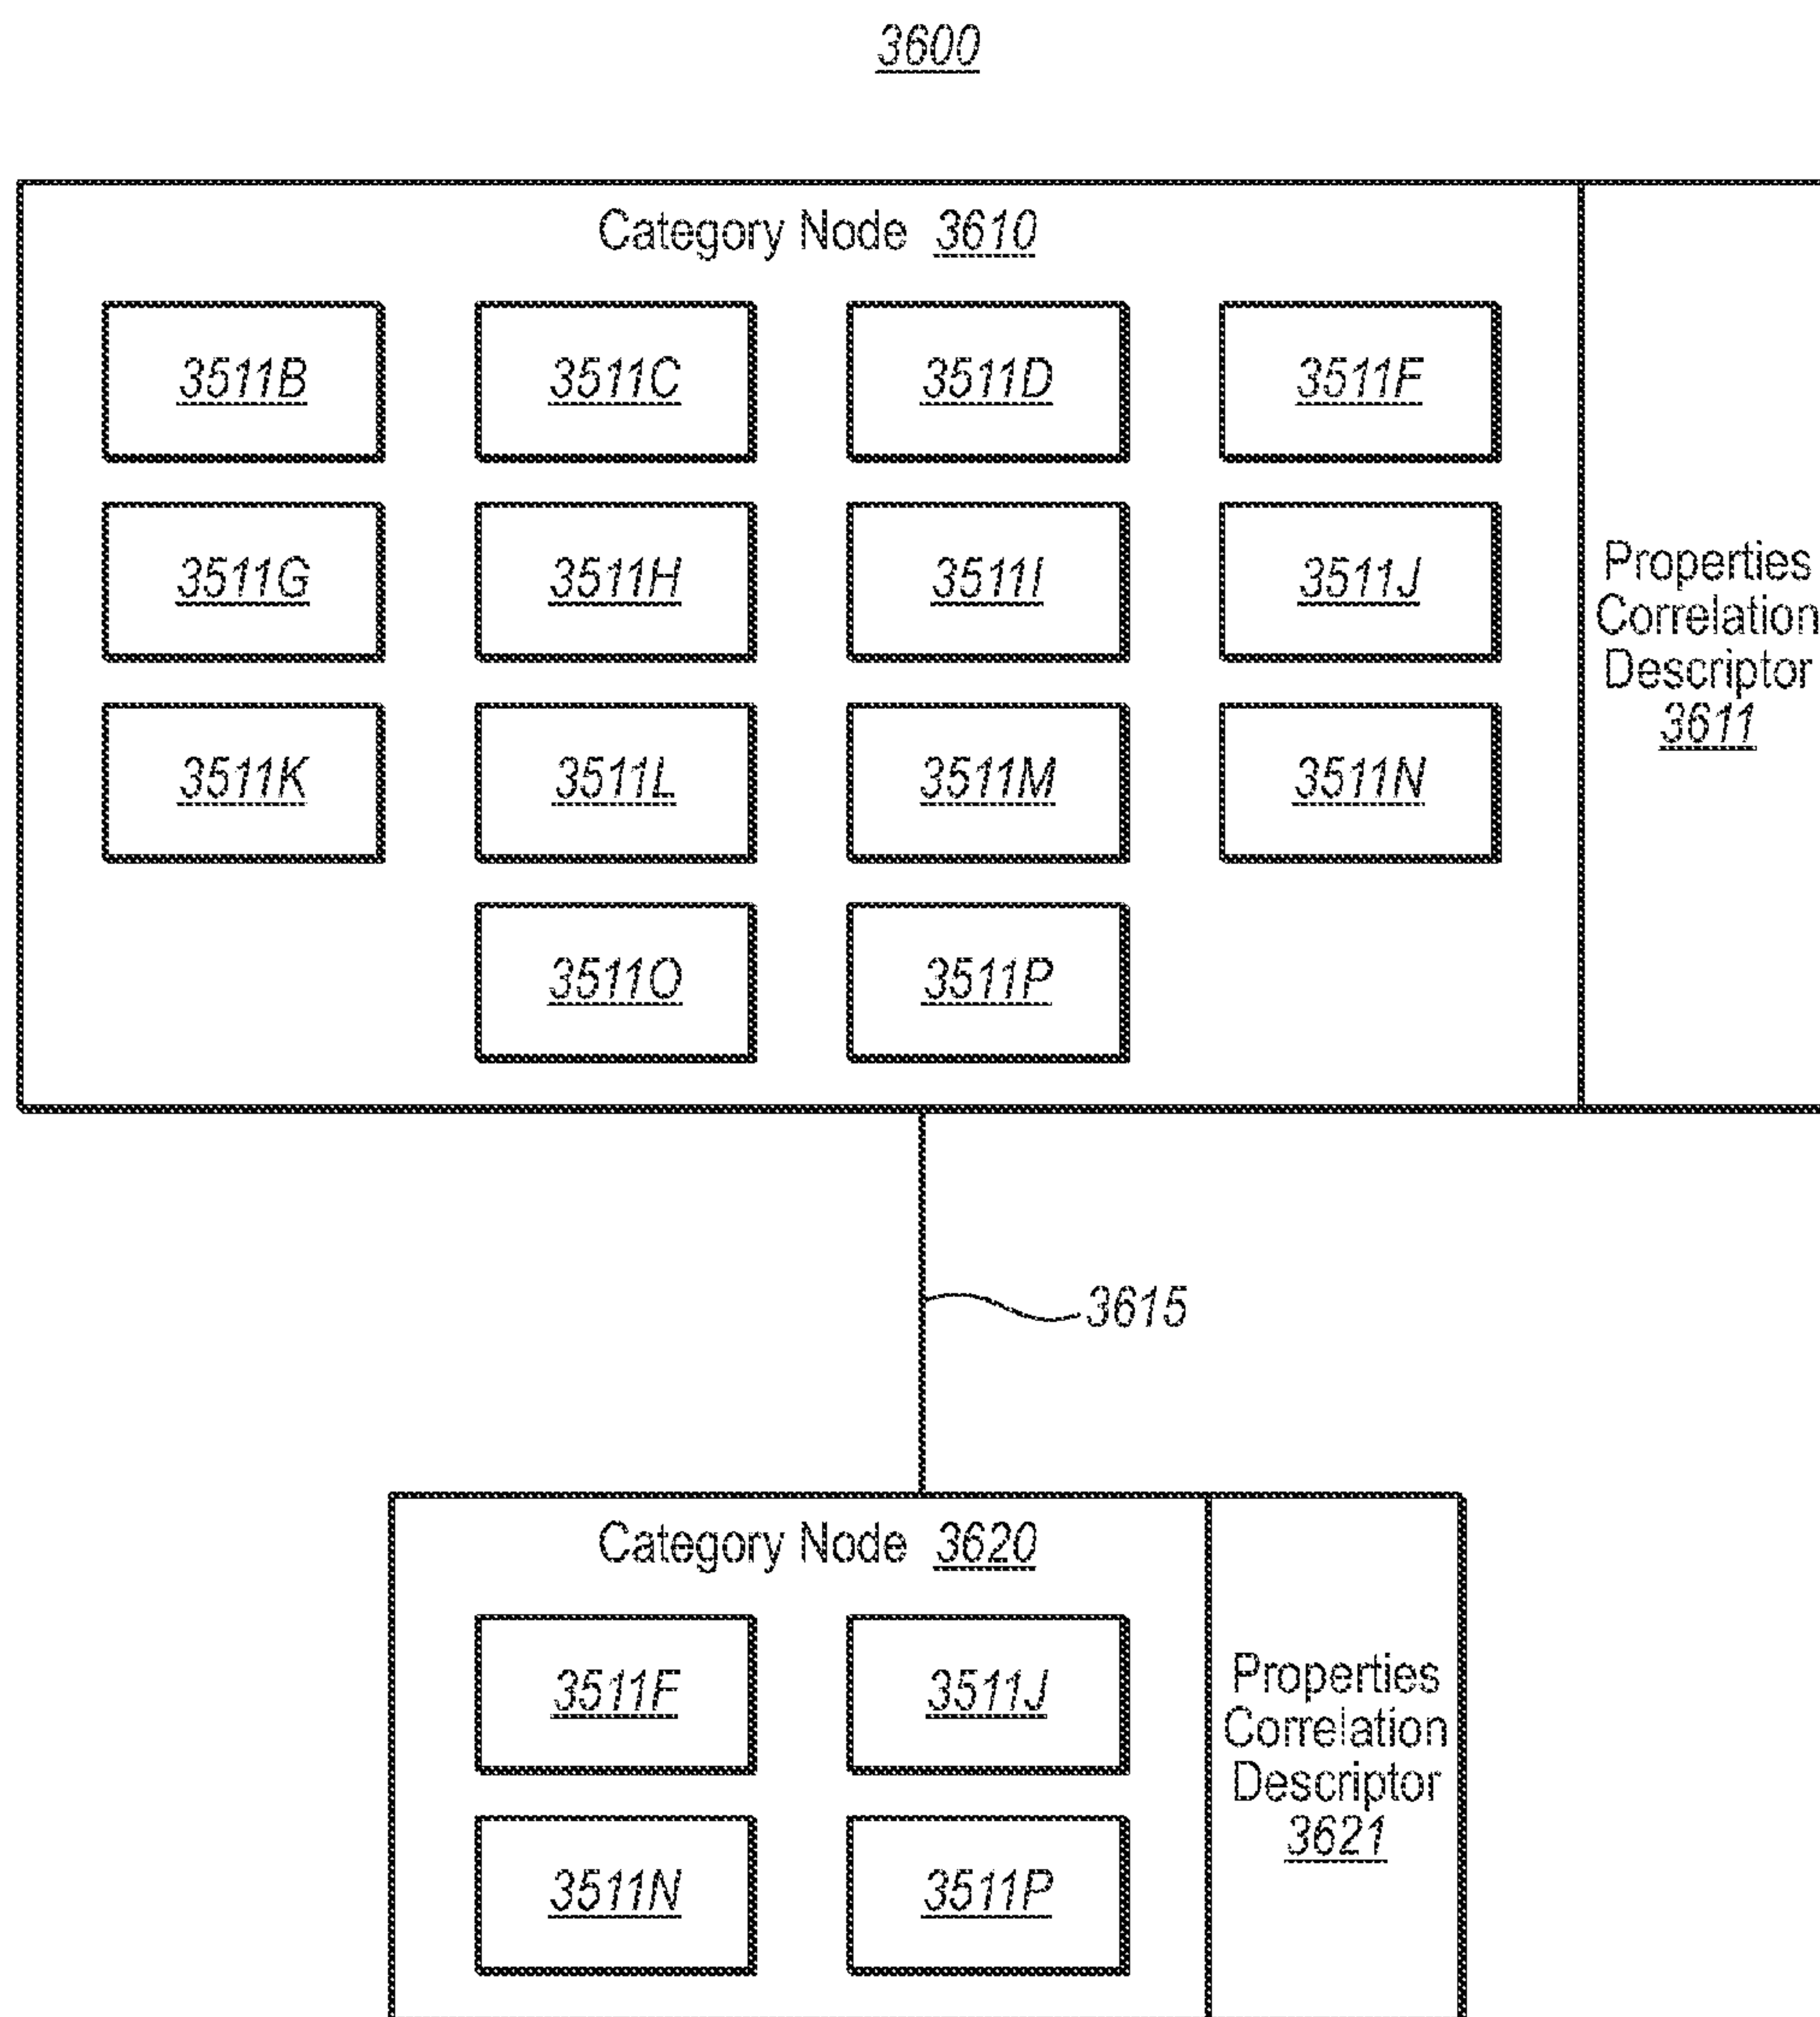 3600
Category Node 3610
3511B
3511C
3511D
3511F
3511G
3511H
3511I
3511J
3511K
3511L
3511M
3511N
3511O
3511P
Properties
Correlation
Descriptor
3611
3615
Category Node 3620
3511F
3511J
3511N
3511P
Properties
Correlation
Descriptor
3621